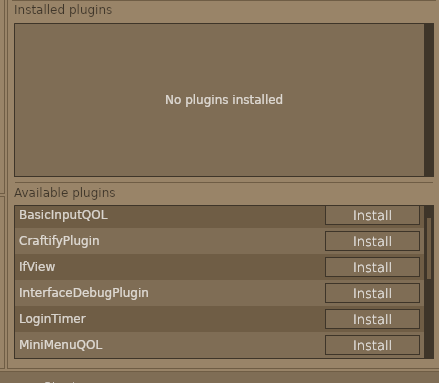 Installed plugins
No plugins installed
Available plugins
BasicInputQOL Install
CraftifyPlugin Install
IfView Install
InterfaceDebugPlugin Install
LoginTimer Install
MiniMenuQOL Install